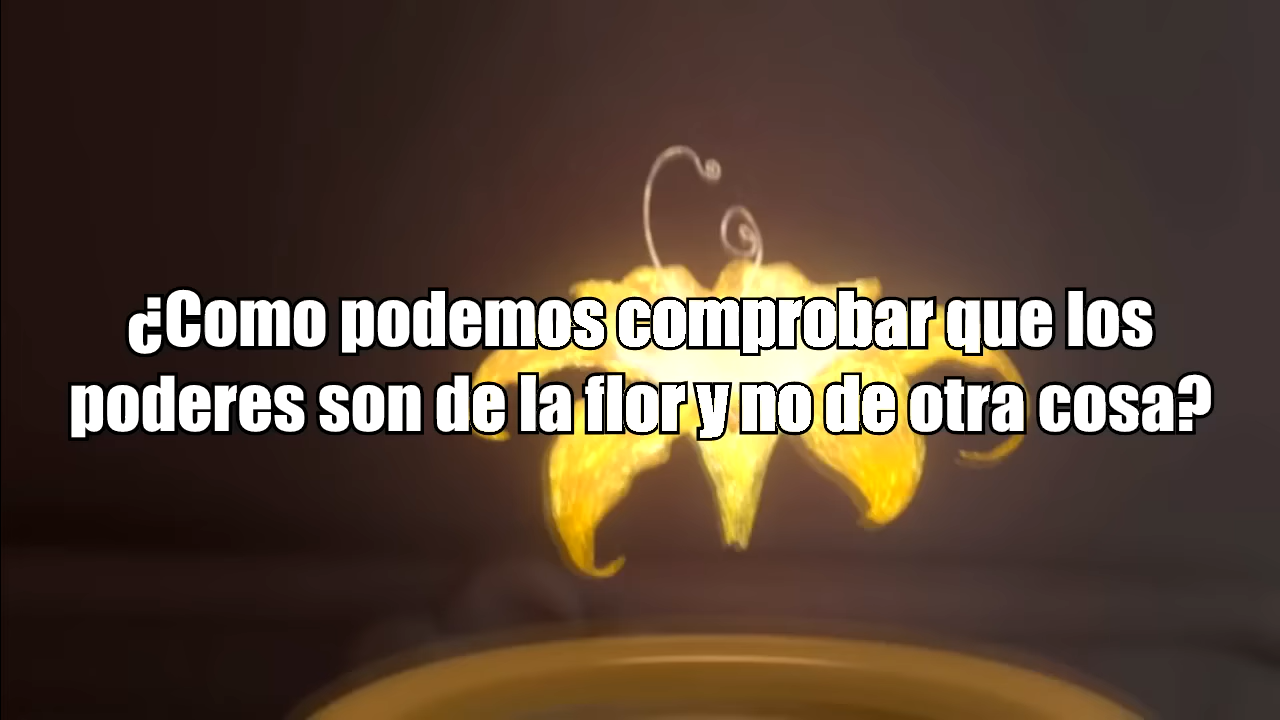 ¿Como podemos comprobar que los
poderes son de la flor y no de otra cosa?